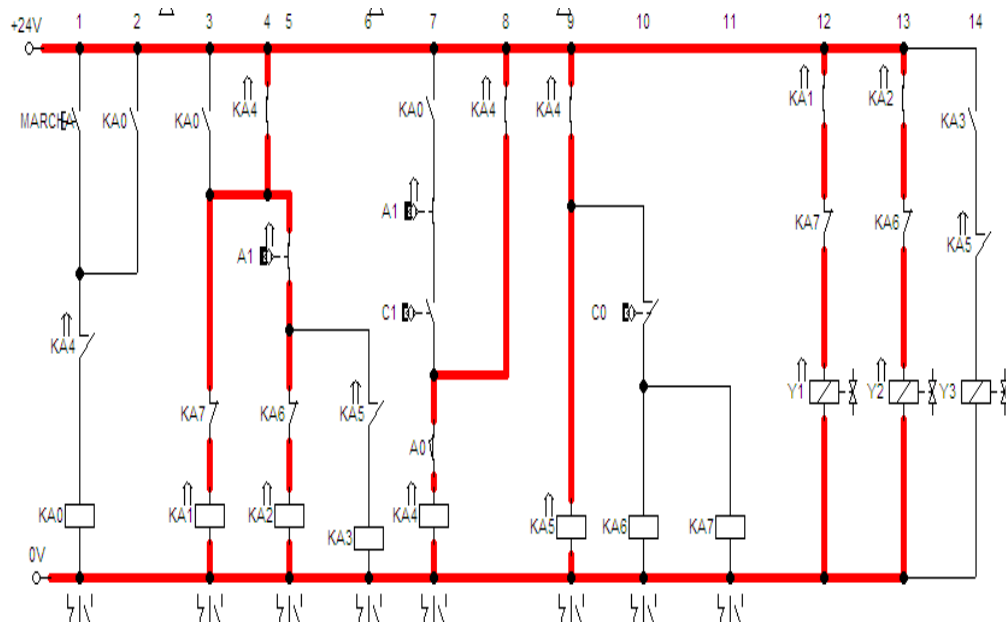 1 2 3 4 5 6 7 8 9 10 11 12 13 14
+24V
KA4 KA4 KA4 KA1 KA2
MARCHA KA0 KA0 KA0 KA3
A1 KA7 KA6
A1 KA5
C1 C0
KA4
Y1 Y2 Y3
KA7 KA6 KA5
A0
KA0 KA1 KA2 KA3 KA4 KA5 KA6 KA7
0V